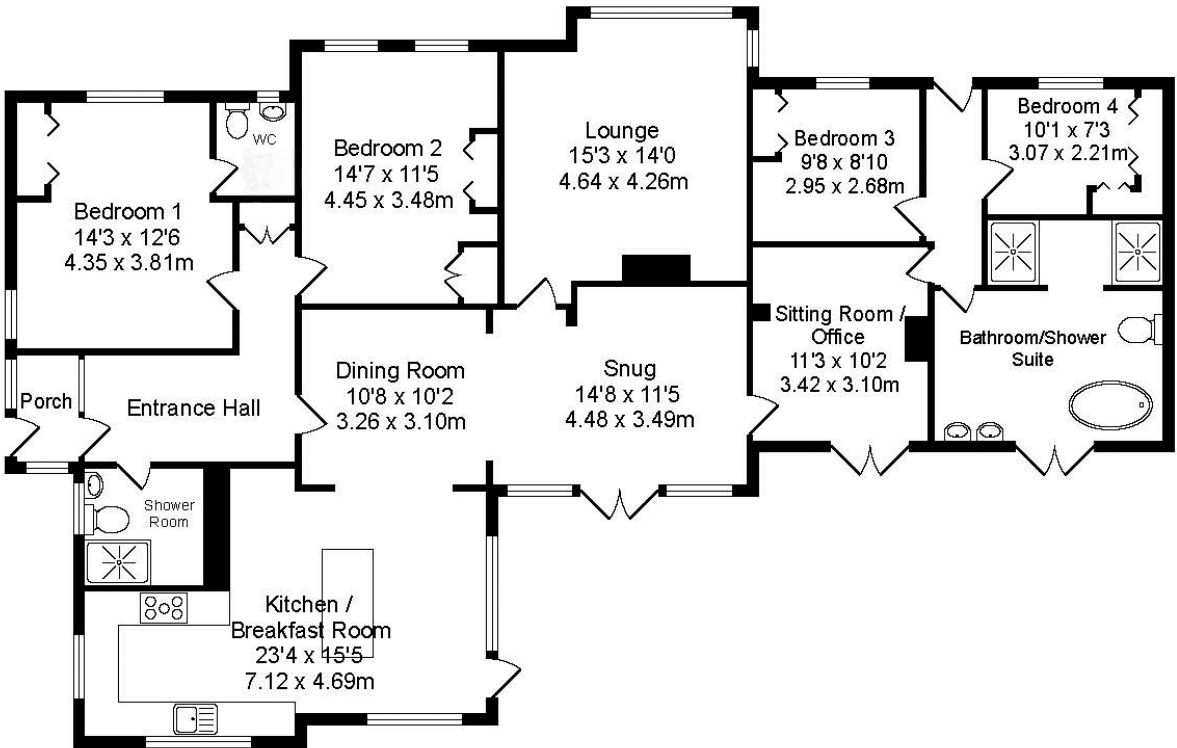 Bedroom 1
14'3 x 12'6
4.35 x 3.81m
WC
Bedroom 2
14'7 x 11'5
4.45 x 3.48m
Lounge
15'3 x 14'0
4.64 x 4.26m
Bedroom 3
9'8 x 8'10
2.95 x 2.68m
Bedroom 4
10'1 x 7'3
3.07 x 2.21m
Porch
Entrance Hall
Dining Room
10'8 x 10'2
3.26 x 3.10m
Snug
14'8 x 11'5
4.48 x 3.49m
Sitting Room /
Office
11'3 x 10'2
3.42 x 3.10m
Bathroom/Shower
Suite
Shower
Room
Kitchen /
Breakfast Room
23'4 x 15'5
7.12 x 4.69m